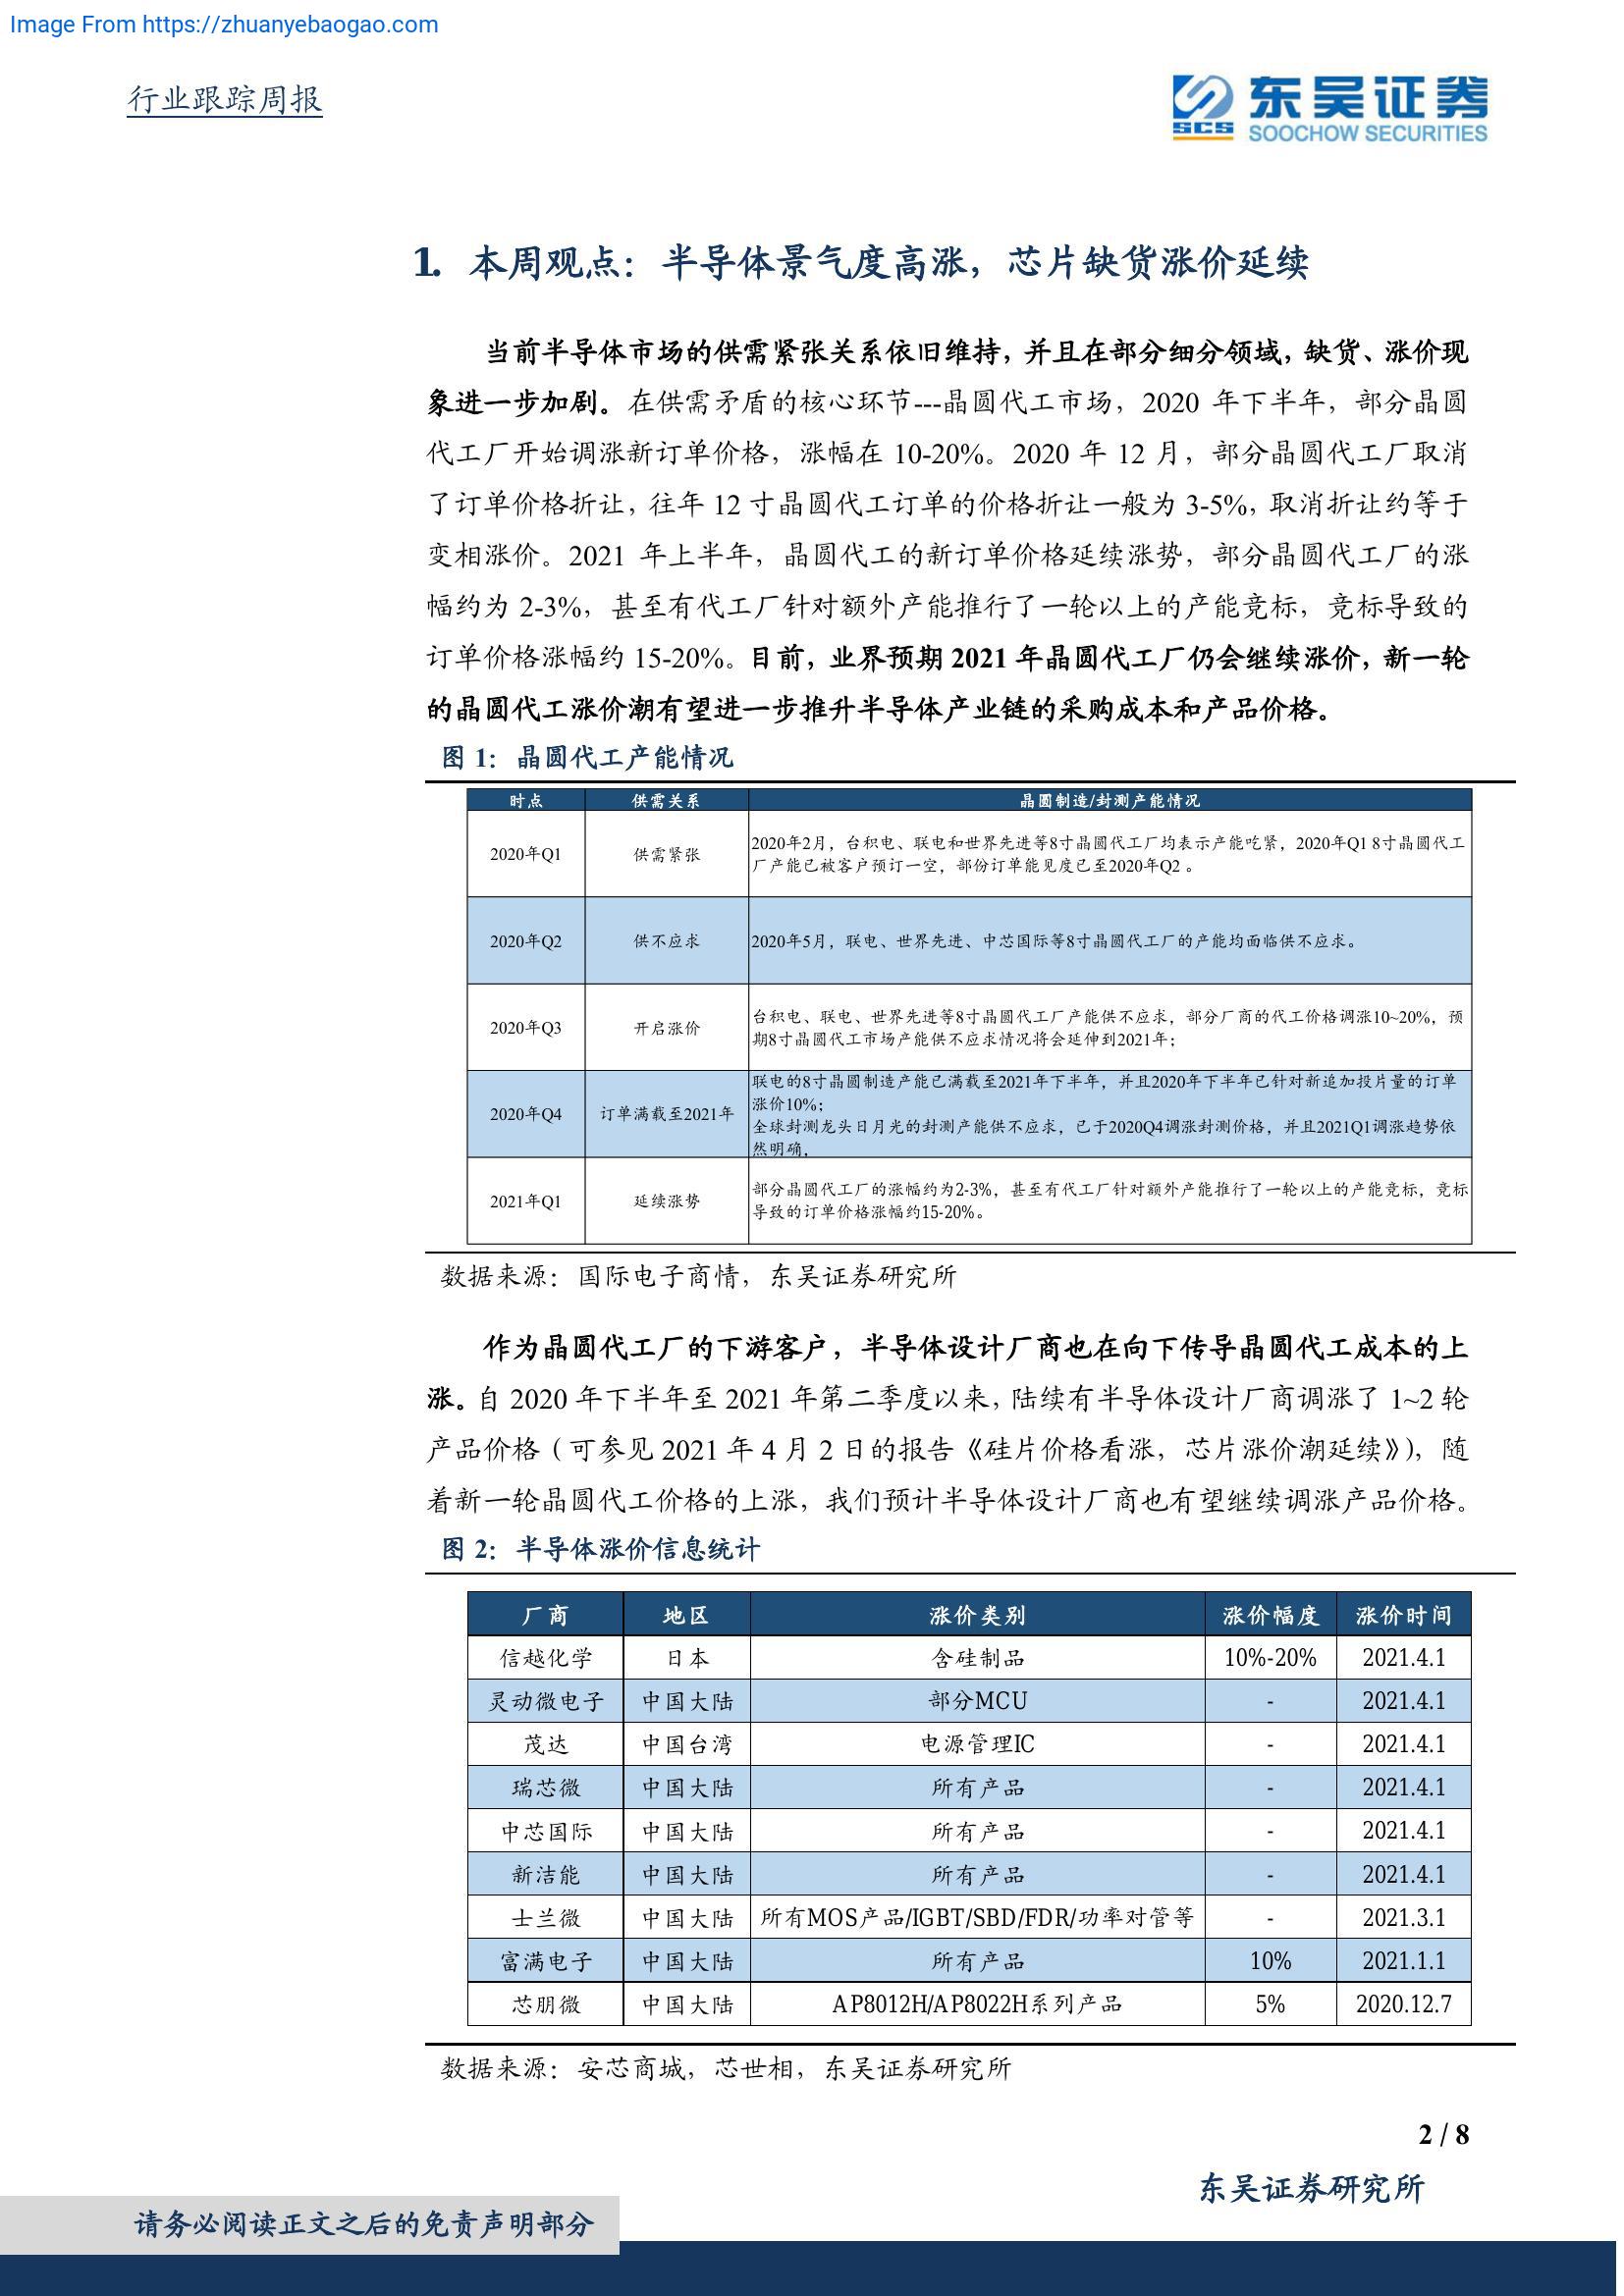 Image From https://zhuanyebaogao.com
行业跟踪周报
东吴证券
SCS
SOOCHOW SECURITIES
1. 本周观点：半导体景气度高涨，芯片缺货涨价延续
当前半导体市场的供需紧张关系依旧维持，并且在部分细分领域，缺货、涨价现
象进一步加剧。在供需矛盾的核心环节---晶圆代工市场，2020 年下半年，部分晶圆
代工厂开始调涨新订单价格，涨幅在 10-20%。2020 年 12 月，部分晶圆代工厂取消
了订单价格折让，往年 12 寸晶圆代工订单的价格折让一般为 3-5%，取消折让约等于
变相涨价。2021 年上半年，晶圆代工的新订单价格延续涨势，部分晶圆代工厂的涨
幅约为 2-3%，甚至有代工厂针对额外产能推行了一轮以上的产能竞标，竞标导致的
订单价格涨幅约 15-20%。目前，业界预期 2021 年晶圆代工厂仍会继续涨价，新一轮
的晶圆代工涨价潮有望进一步推升半导体产业链的采购成本和产品价格。
图 1：晶圆代工产能情况
时点 供需关系 晶圆制造/封测产能情况
2020年Q1 供需紧张 2020年2月，台积电、联电和世界先进等8寸晶圆代工厂均表示产能吃紧，2020年Q1 8寸晶圆代工
厂产能已被客户预订一空，部份订单能见度已至2020年Q2 。
2020年Q2 供不应求 2020年5月，联电、世界先进、中芯国际等8寸晶圆代工厂的产能均面临供不应求。
2020年Q3 开启涨价 台积电、联电、世界先进等8寸晶圆代工厂产能供不应求，部分厂商的代工价格调涨10~20%，预
期8寸晶圆代工市场产能供不应求情况将会延伸到2021年；
2020年Q4 订单满载至2021年 联电的8寸晶圆制造产能已满载至2021年下半年，并且2020年下半年已针对新追加投片量的订单
涨价10%；
全球封测龙头日月光的封测产能供不应求，已于2020Q4调涨封测价格，并且2021Q1调涨趋势依
然明确，
2021年Q1 延续涨势 部分晶圆代工厂的涨幅约为2-3%，甚至有代工厂针对额外产能推行了一轮以上的产能竞标，竞标
导致的订单价格涨幅约15-20%。
数据来源：国际电子商情，东吴证券研究所
作为晶圆代工厂的下游客户，半导体设计厂商也在向下传导晶圆代工成本的上
涨。自 2020 年下半年至 2021 年第二季度以来，陆续有半导体设计厂商调涨了 1~2 轮
产品价格（可参见 2021 年 4 月 2 日的报告《硅片价格看涨，芯片涨价潮延续》），随
着新一轮晶圆代工价格的上涨，我们预计半导体设计厂商也有望继续调涨产品价格。
图 2：半导体涨价信息统计
厂商 地区 涨价类别 涨价幅度 涨价时间
信越化学 日本 含硅制品 10%-20% 2021.4.1
灵动微电子 中国大陆 部分MCU - 2021.4.1
茂达 中国台湾 电源管理IC - 2021.4.1
瑞芯微 中国大陆 所有产品 - 2021.4.1
中芯国际 中国大陆 所有产品 - 2021.4.1
新洁能 中国大陆 所有产品 - 2021.4.1
士兰微 中国大陆 所有MOS产品/IGBT/SBD/FDR/功率对管等 - 2021.3.1
富满电子 中国大陆 所有产品 10% 2021.1.1
芯朋微 中国大陆 AP8012H/AP8022H系列产品 5% 2020.12.7
数据来源：安芯商城，芯世相，东吴证券研究所
2 / 8
东吴证券研究所
请务必阅读正文之后的免责声明部分